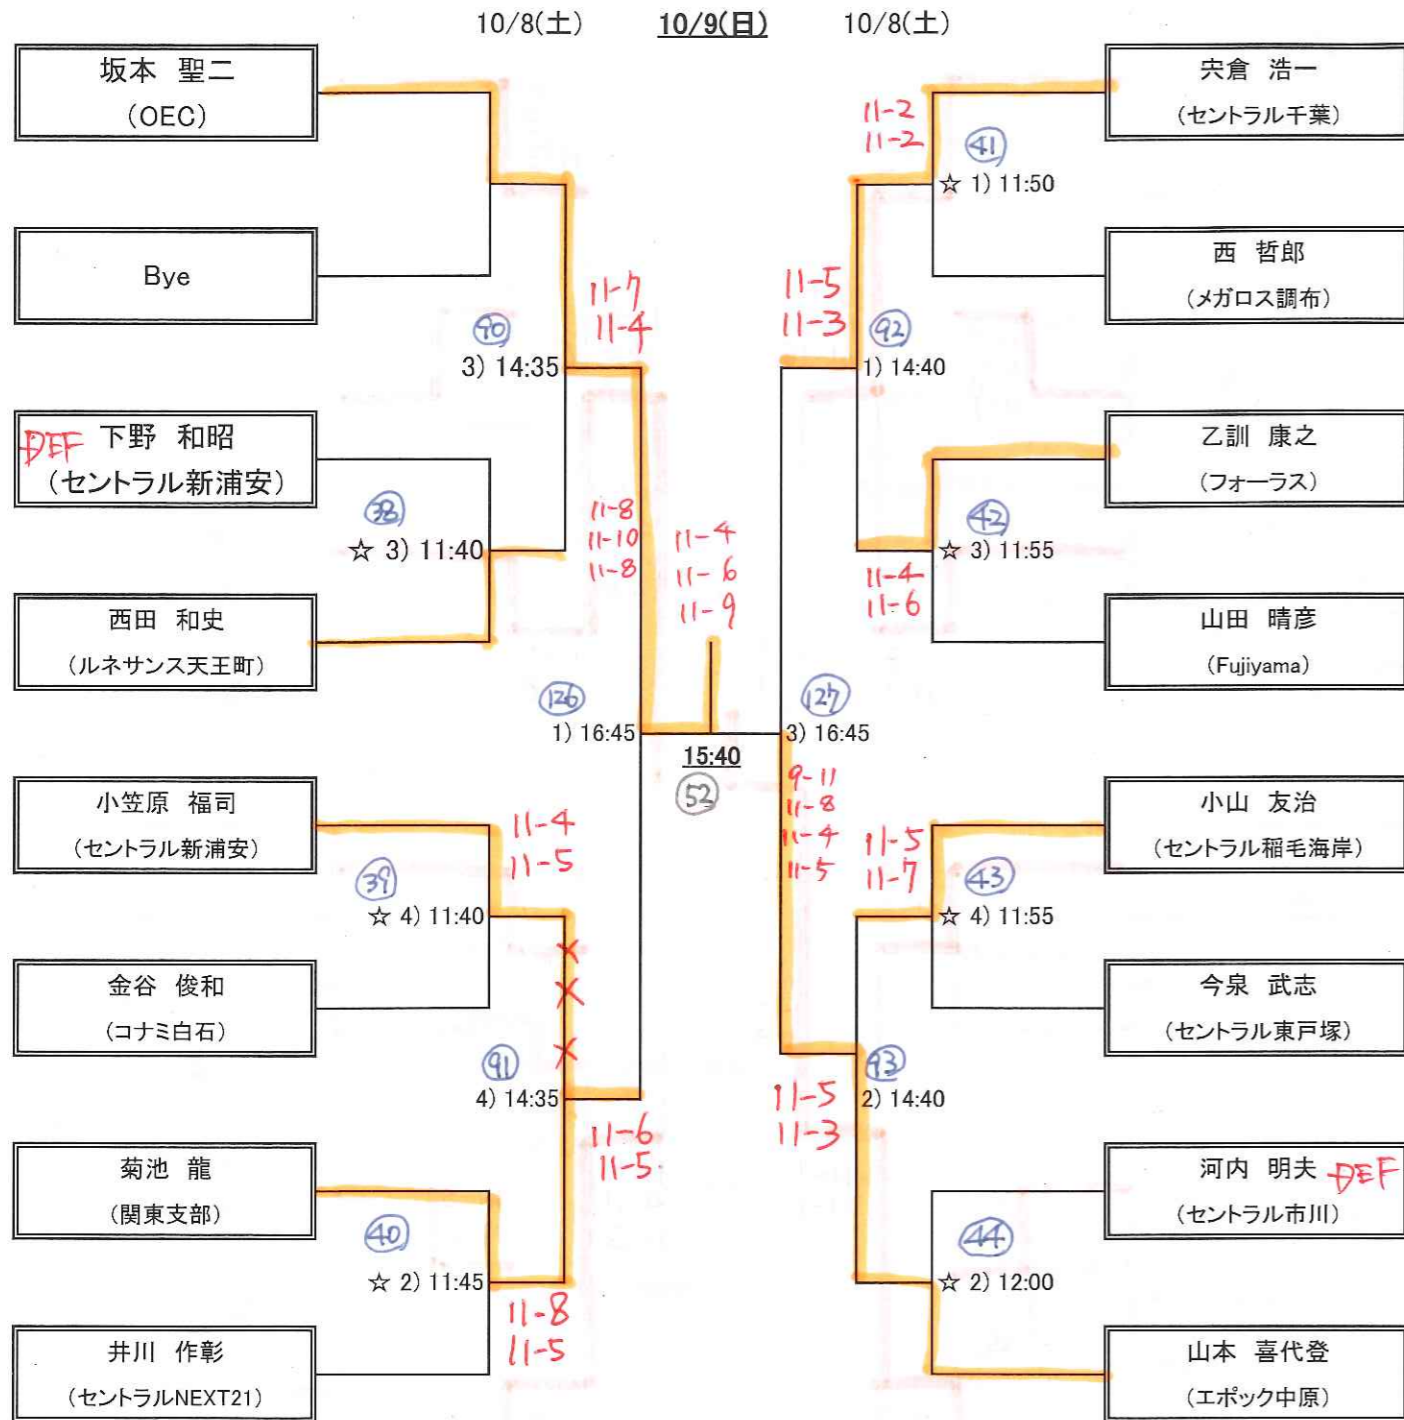 10/8(土)
10/9(日)
10/8(土)
坂本 聖二
(OEC)
Bye
DEF 下野 和昭
(セントラル新浦安)
西田 和史
(ルネサンス天王町)
小笠原 福司
(セントラル新浦安)
金谷 俊和
(コナミ白石)
菊池 龍
(関東支部)
井川 作彰
(セントラルNEXT21)
90
3) 14:35
38
☆ 3) 11:40
39
☆ 4) 11:40
91
4) 14:35
40
☆ 2) 11:45
11-4
11-5
11-8
11-5
11-7
11-4
11-8
11-10
11-8
126
1) 16:45
11-6
11-5
11-4
11-6
11-9
15:40
52
11-2
11-2
11-5
11-3
41
☆ 1) 11:50
92
1) 14:40
42
☆ 3) 11:55
11-4
11-6
127
3) 16:45
9-11
11-8
11-4
11-5
11-5
11-7
43
☆ 4) 11:55
93
2) 14:40
11-5
11-3
44
☆ 2) 12:00
宍倉 浩一
(セントラル千葉)
西 哲郎
(メガロス調布)
乙訓 康之
(フォーラス)
山田 晴彦
(Fujiyama)
小山 友治
(セントラル稲毛海岸)
今泉 武志
(セントラル東戸塚)
河内 明夫 DEF
(セントラル市川)
山本 喜代登
(エポック中原)